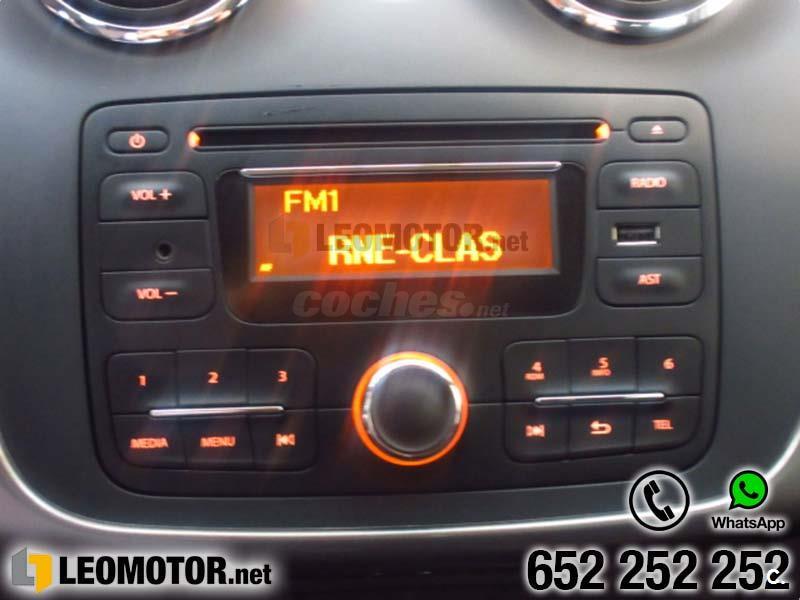 VOL +
RADIO
FM1
LEOMOTOR.net
RNE-CLAS
VOL −
AST
coches.net
1
2
3
4
RDM
5
6
MEDIA
MENU
TEL
WhatsApp
LEOMOTOR.net
652 252 252